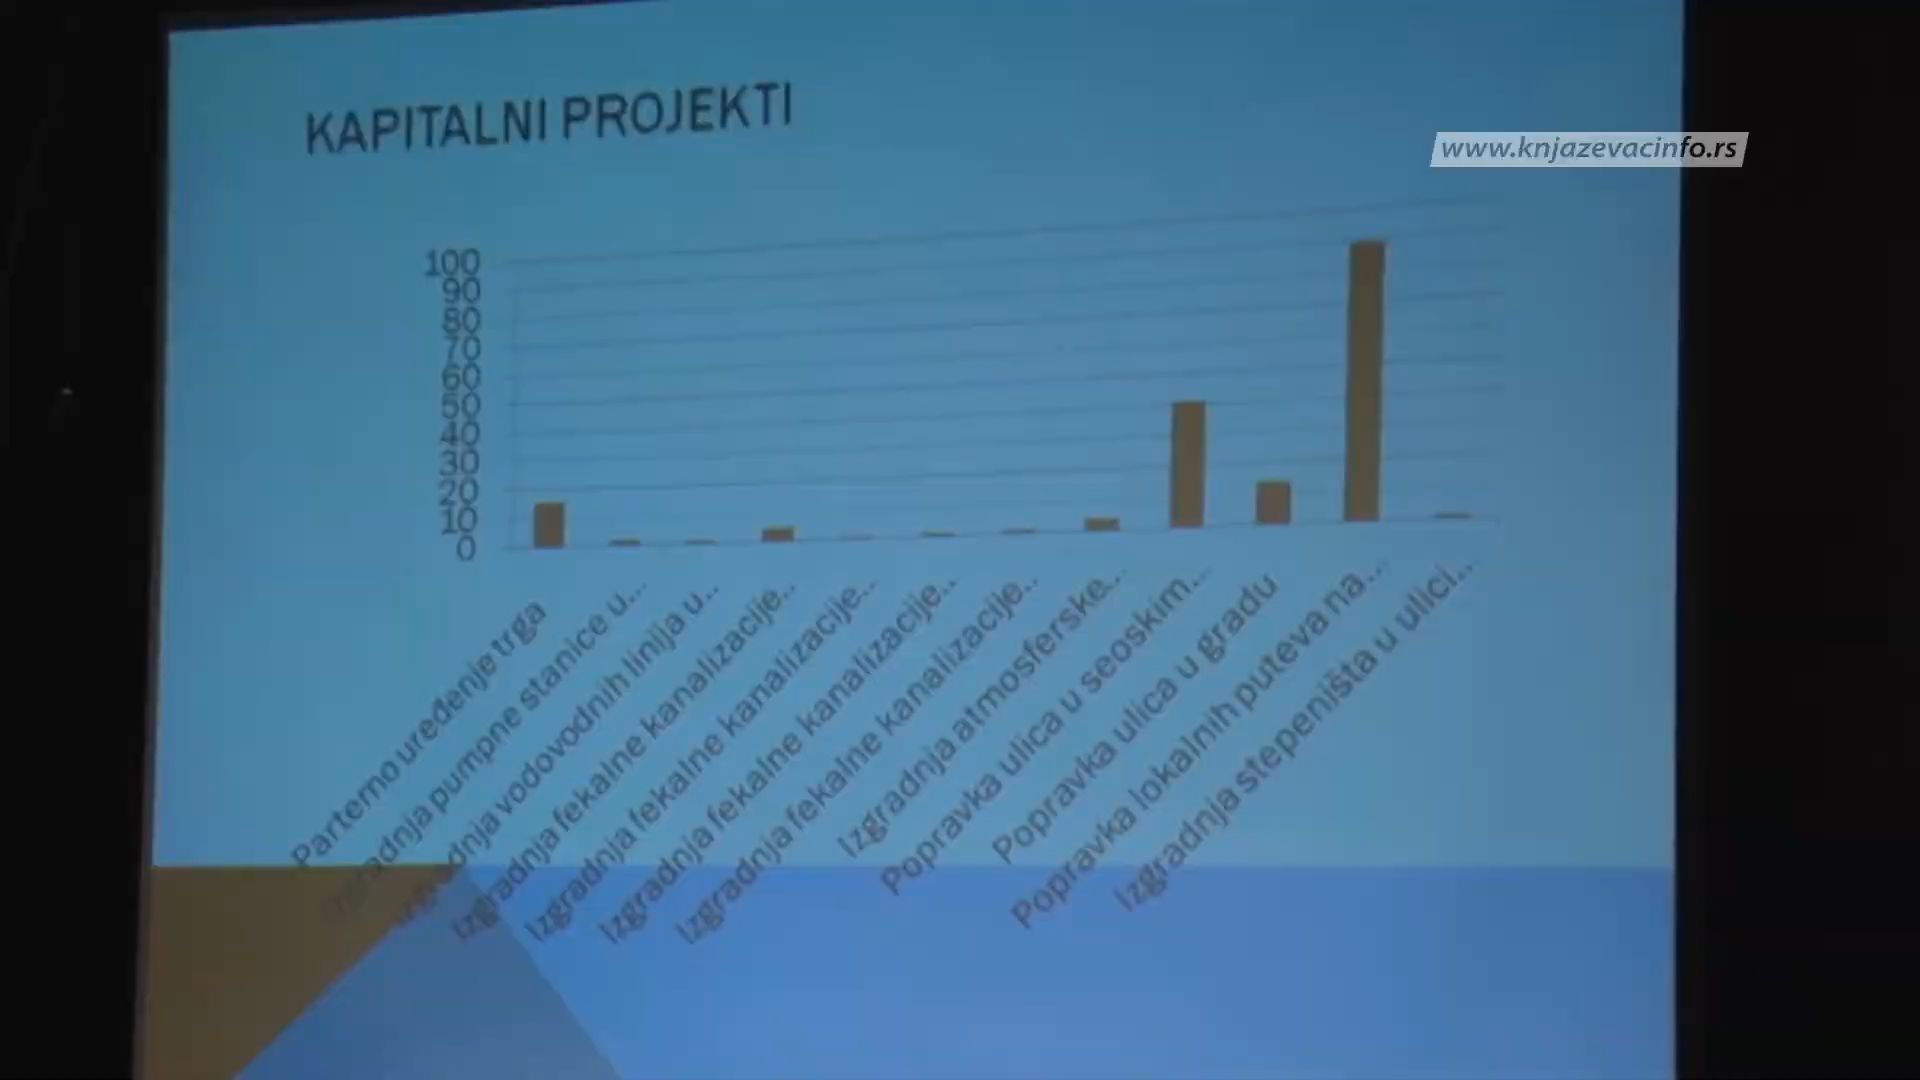 KAPITALNI PROJEKTI
www.knjazevacinfo.rs
100
90
80
70
60
50
40
30
20
10
0
Parterno uređenje trga
Izgradnja pumpne stanice u...
Izgradnja vodovodnih linija u...
Izgradnja fekalne kanalizacije...
Izgradnja fekalne kanalizacije...
Izgradnja fekalne kanalizacije...
Izgradnja fekalne kanalizacije...
Izgradnja atmosferske...
Popravka ulica u seoskim...
Popravka ulica u gradu
Popravka lokalnih puteva na...
Izgradnja stepeništa u ulici...